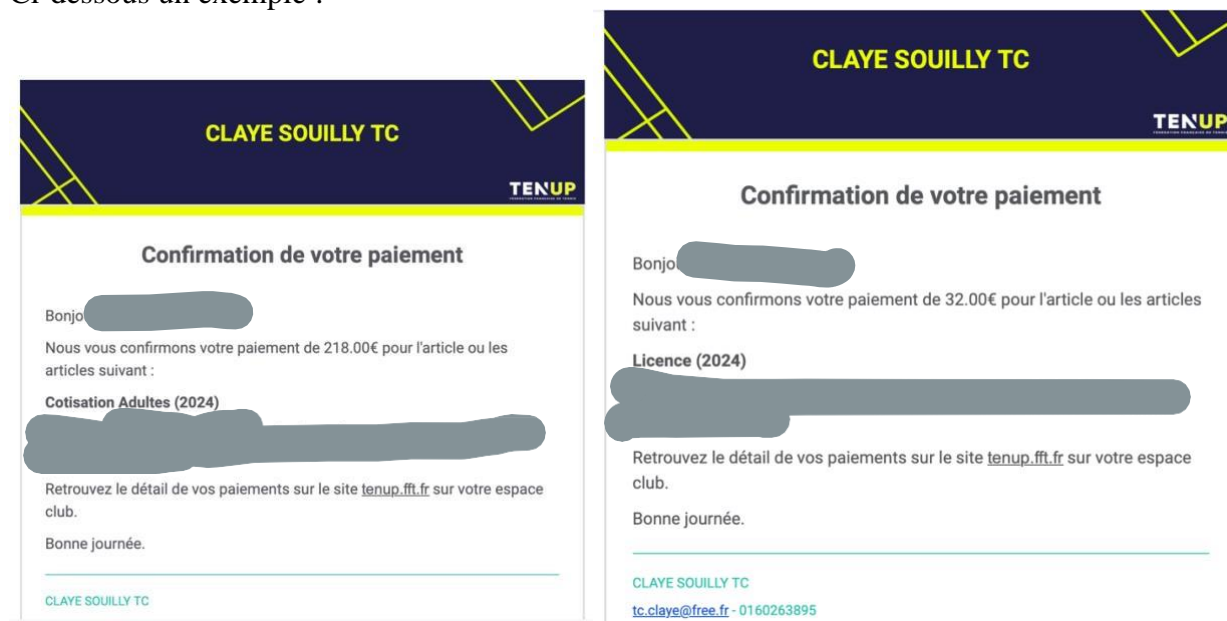 Ci-dessous un exemple :
CLAYE SOUILLY TC
TENUP
Confirmation de votre paiement
Bonjo
Nous vous confirmons votre paiement de 218.00€ pour l'article ou les
articles suivant :
Cotisation Adultes (2024)
Retrouvez le détail de vos paiements sur le site tenup.fft.fr sur votre espace
club.
Bonne journée.
CLAYE SOUILLY TC
CLAYE SOUILLY TC
TENUP
Confirmation de votre paiement
Bonjo
Nous vous confirmons votre paiement de 32.00€ pour l'article ou les articles
suivant :
Licence (2024)
Retrouvez le détail de vos paiements sur le site tenup.fft.fr sur votre espace
club.
Bonne journée.
CLAYE SOUILLY TC
tc.claye@free.fr - 0160263895